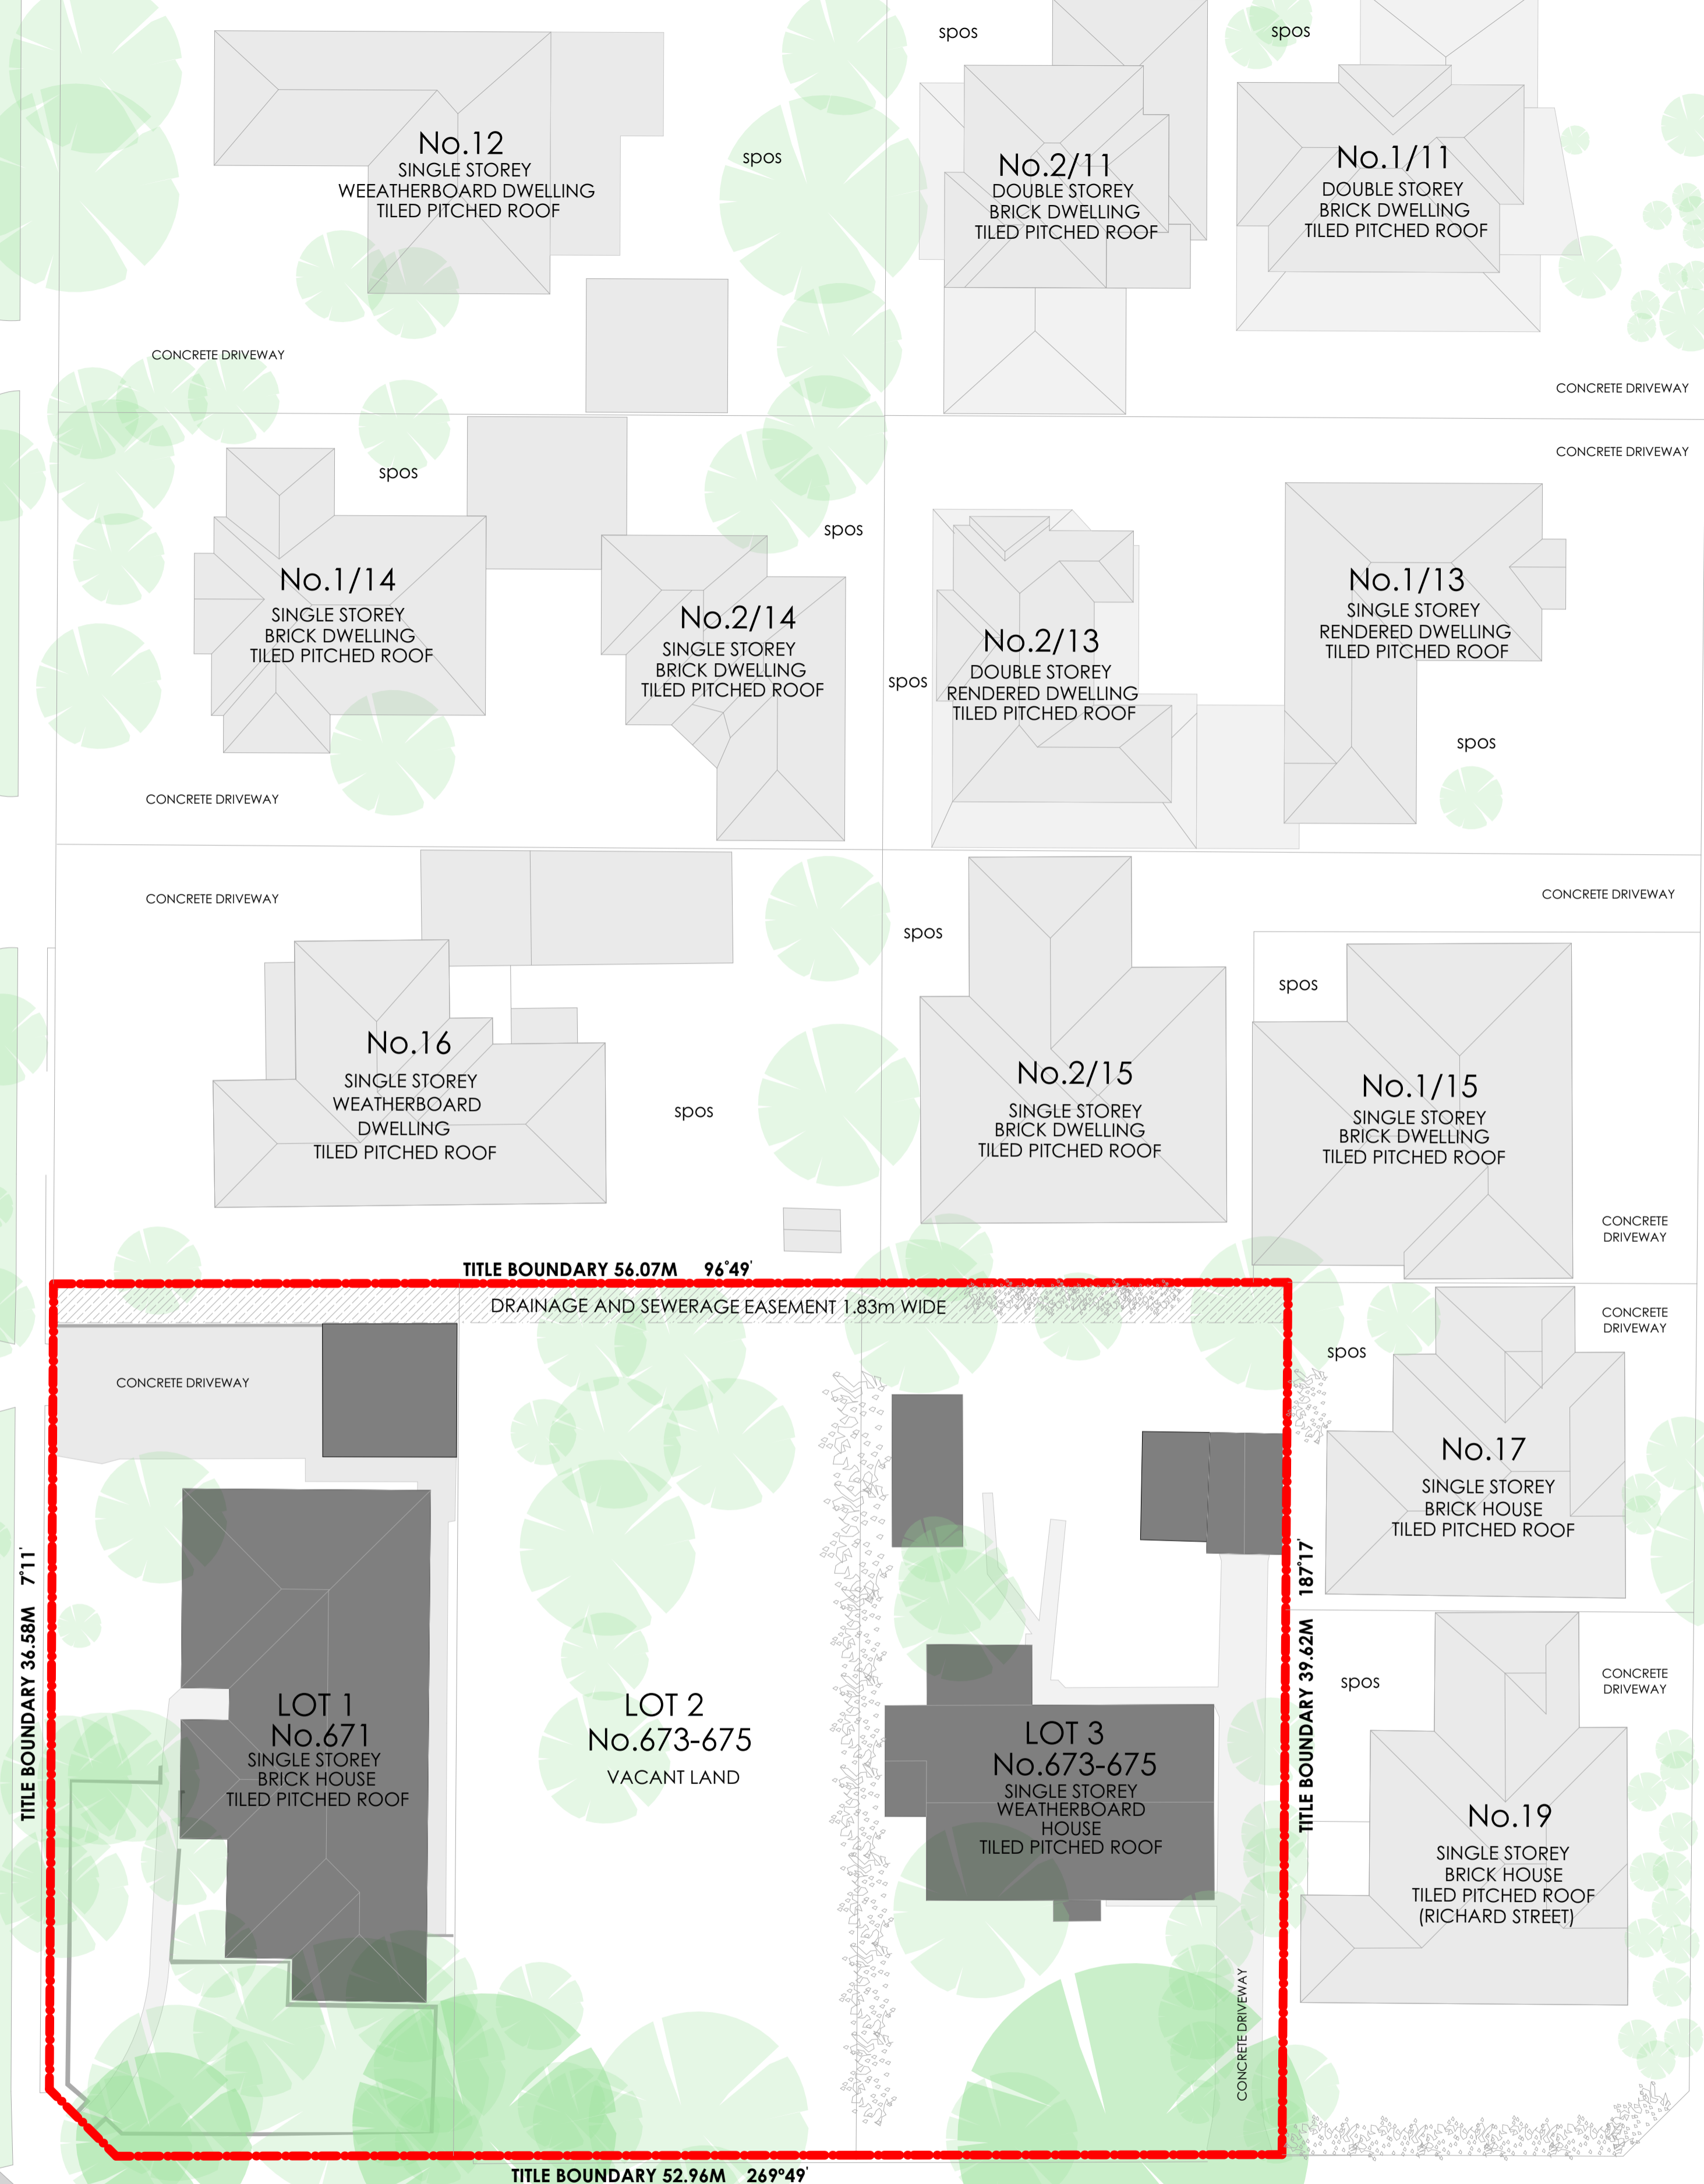 spos
spos
No.12
SINGLE STOREY
WEEATHERBOARD DWELLING
TILED PITCHED ROOF
spos
No.2/11
DOUBLE STOREY
BRICK DWELLING
TILED PITCHED ROOF
No.1/11
DOUBLE STOREY
BRICK DWELLING
TILED PITCHED ROOF
CONCRETE DRIVEWAY
CONCRETE DRIVEWAY
CONCRETE DRIVEWAY
spos
spos
No.1/14
SINGLE STOREY
BRICK DWELLING
TILED PITCHED ROOF
No.2/14
SINGLE STOREY
BRICK DWELLING
TILED PITCHED ROOF
spos
No.2/13
DOUBLE STOREY
RENDERED DWELLING
TILED PITCHED ROOF
No.1/13
SINGLE STOREY
RENDERED DWELLING
TILED PITCHED ROOF
spos
CONCRETE DRIVEWAY
CONCRETE DRIVEWAY
CONCRETE DRIVEWAY
spos
spos
No.16
SINGLE STOREY
WEATHERBOARD
DWELLING
TILED PITCHED ROOF
spos
No.2/15
SINGLE STOREY
BRICK DWELLING
TILED PITCHED ROOF
No.1/15
SINGLE STOREY
BRICK DWELLING
TILED PITCHED ROOF
CONCRETE
DRIVEWAY
TITLE BOUNDARY 56.07M 96°49'
DRAINAGE AND SEWERAGE EASEMENT 1.83m WIDE
CONCRETE
DRIVEWAY
spos
CONCRETE DRIVEWAY
No.17
SINGLE STOREY
BRICK HOUSE
TILED PITCHED ROOF
TITLE BOUNDARY 36.58M 7°11'
TITLE BOUNDARY 39.62M 187°17'
spos
CONCRETE
DRIVEWAY
LOT 1
No.671
SINGLE STOREY
BRICK HOUSE
TILED PITCHED ROOF
LOT 2
No.673-675
VACANT LAND
LOT 3
No.673-675
SINGLE STOREY
WEATHERBOARD
HOUSE
TILED PITCHED ROOF
No.19
SINGLE STOREY
BRICK HOUSE
TILED PITCHED ROOF
(RICHARD STREET)
CONCRETE DRIVEWAY
TITLE BOUNDARY 52.96M 269°49'